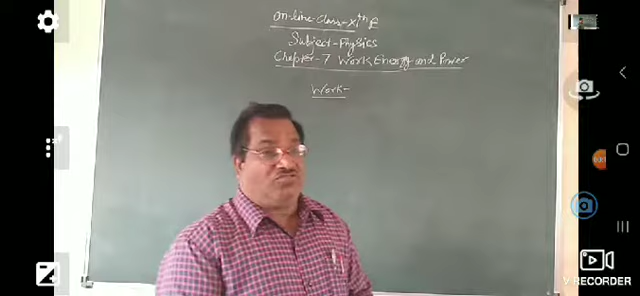 On-line-Class-XIth E
Subject-Physics
Chapter-7 Work Energy and Power
Work-
V RECORDER